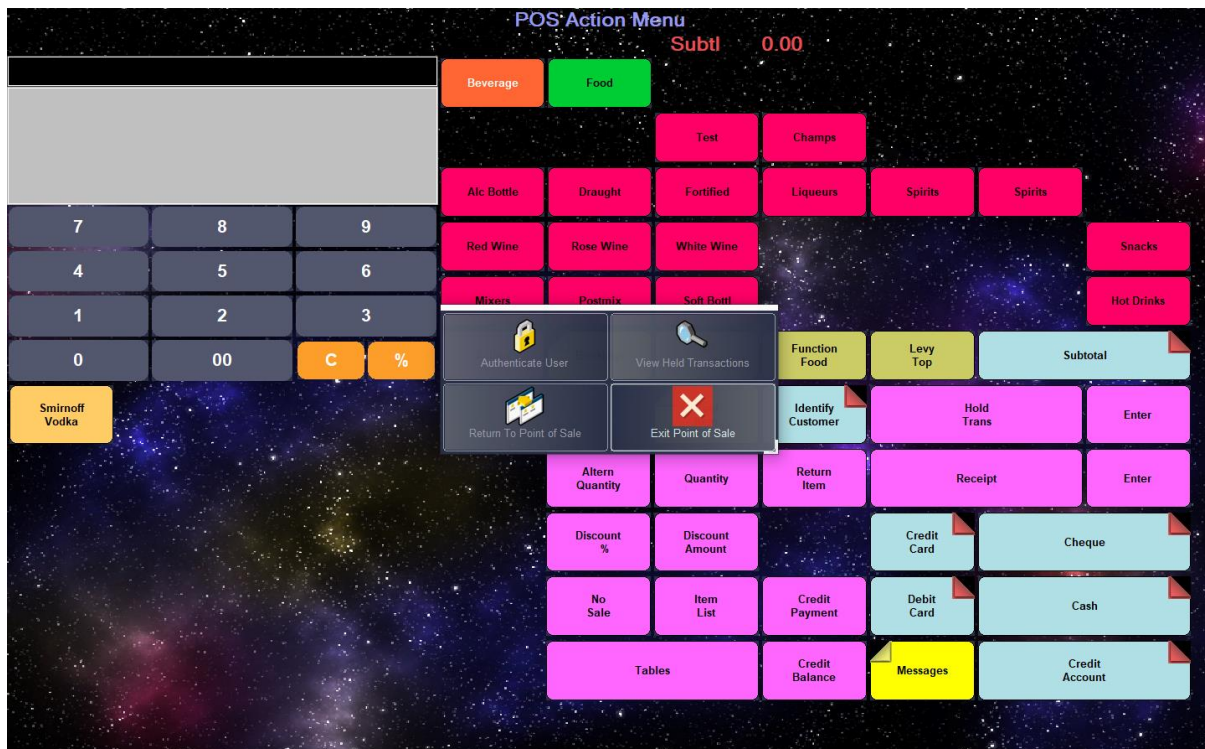 POS Action Menu
Subtl 0.00
Beverage
Food
Test
Champs
Alc Bottle
Draught
Fortified
Liqueurs
Spirits
Spirits
7
8
9
Red Wine
Rose Wine
White Wine
Snacks
4
5
6
Mixers
Postmix
Soft Bottl
Hot Drinks
1
2
3
Authenticate User
View Held Transactions
Function
Food
Levy
Top
Subtotal
0
00
C
%
Smirnoff
Vodka
Return To Point of Sale
Exit Point of Sale
Identify
Customer
Hold
Trans
Enter
Altern
Quantity
Quantity
Return
Item
Receipt
Enter
Discount
%
Discount
Amount
Credit
Card
Cheque
No
Sale
Item
List
Credit
Payment
Debit
Card
Cash
Tables
Credit
Balance
Messages
Credit
Account